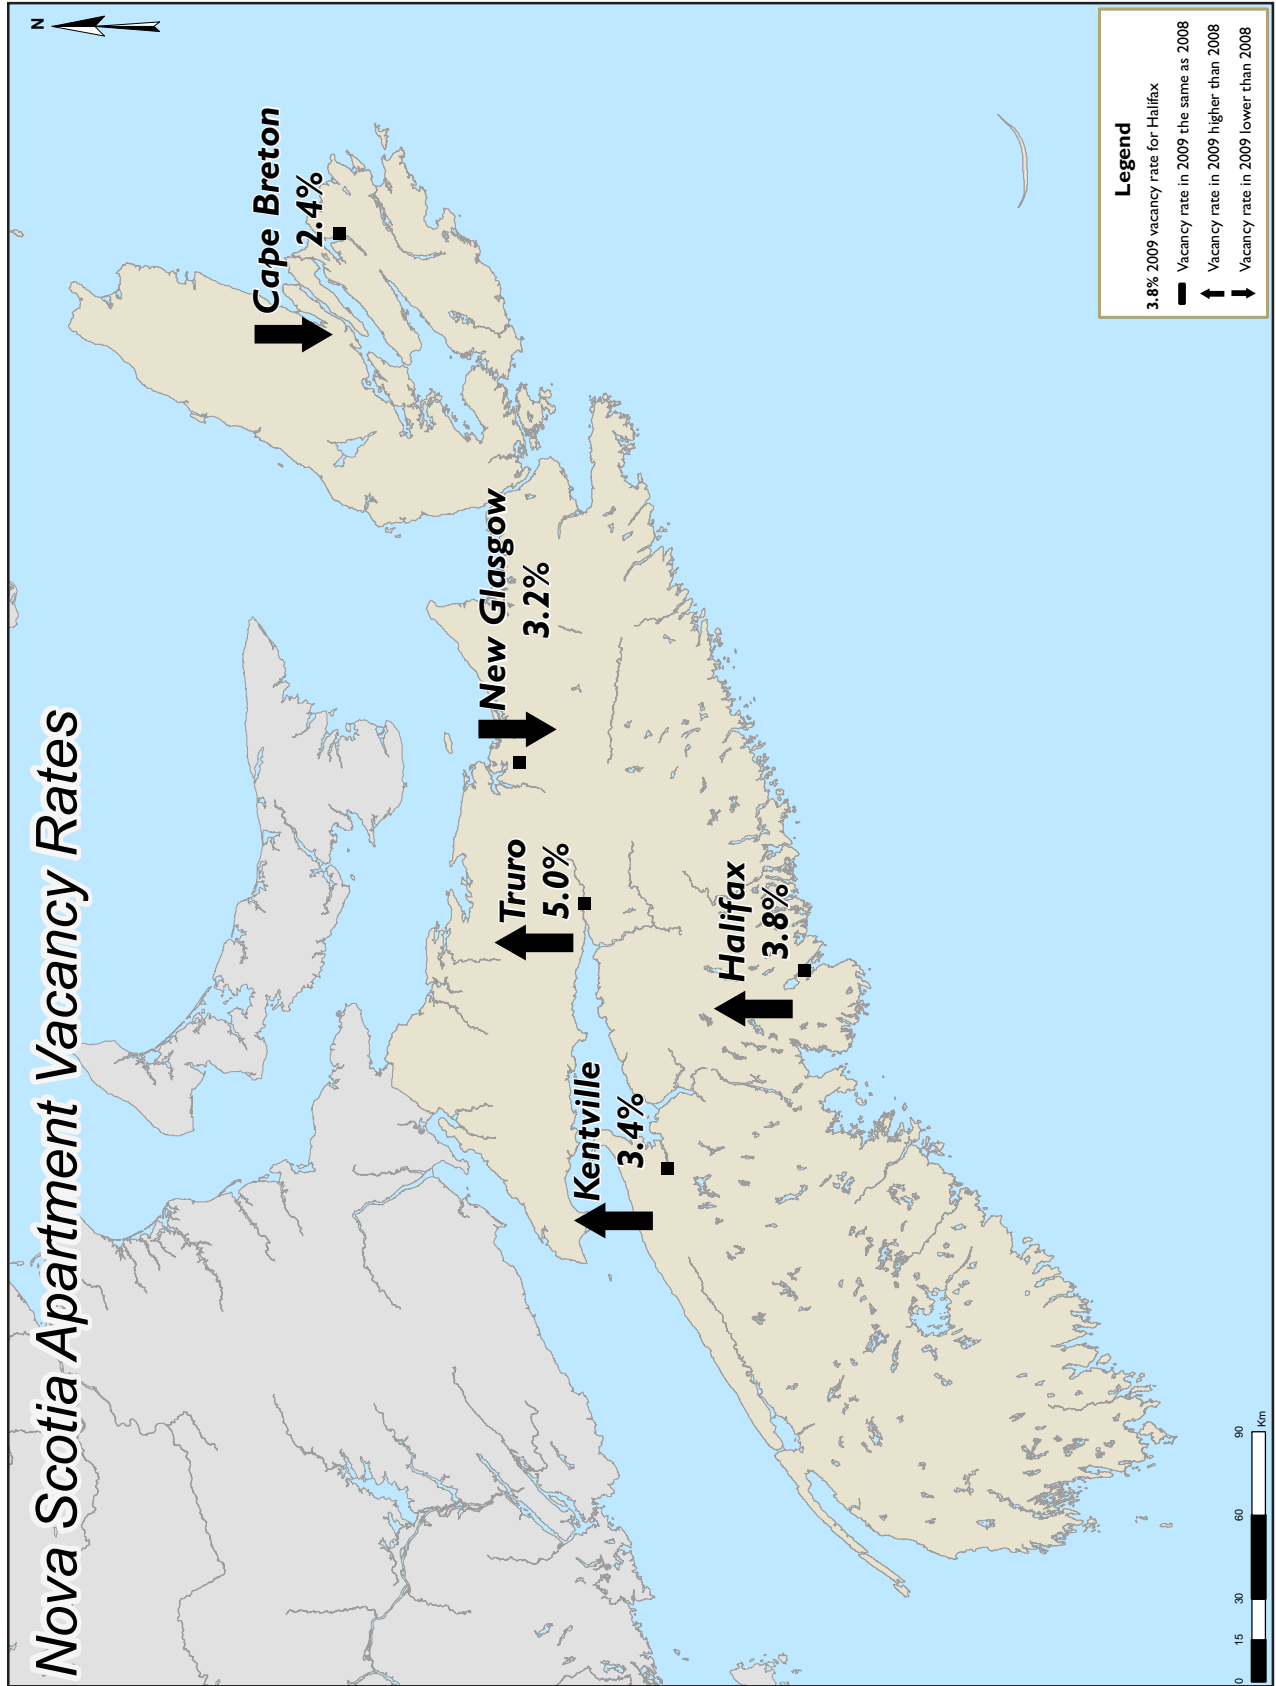 Nova Scotia Apartment Vacancy Rates
N
Cape Breton
2.4%
New Glasgow
3.2%
Truro
5.0%
Halifax
3.8%
Kentville
3.4%
Legend
3.8% 2009 vacancy rate for Halifax
Vacancy rate in 2009 the same as 2008
Vacancy rate in 2009 higher than 2008
Vacancy rate in 2009 lower than 2008
0 15 30 60 90
Km